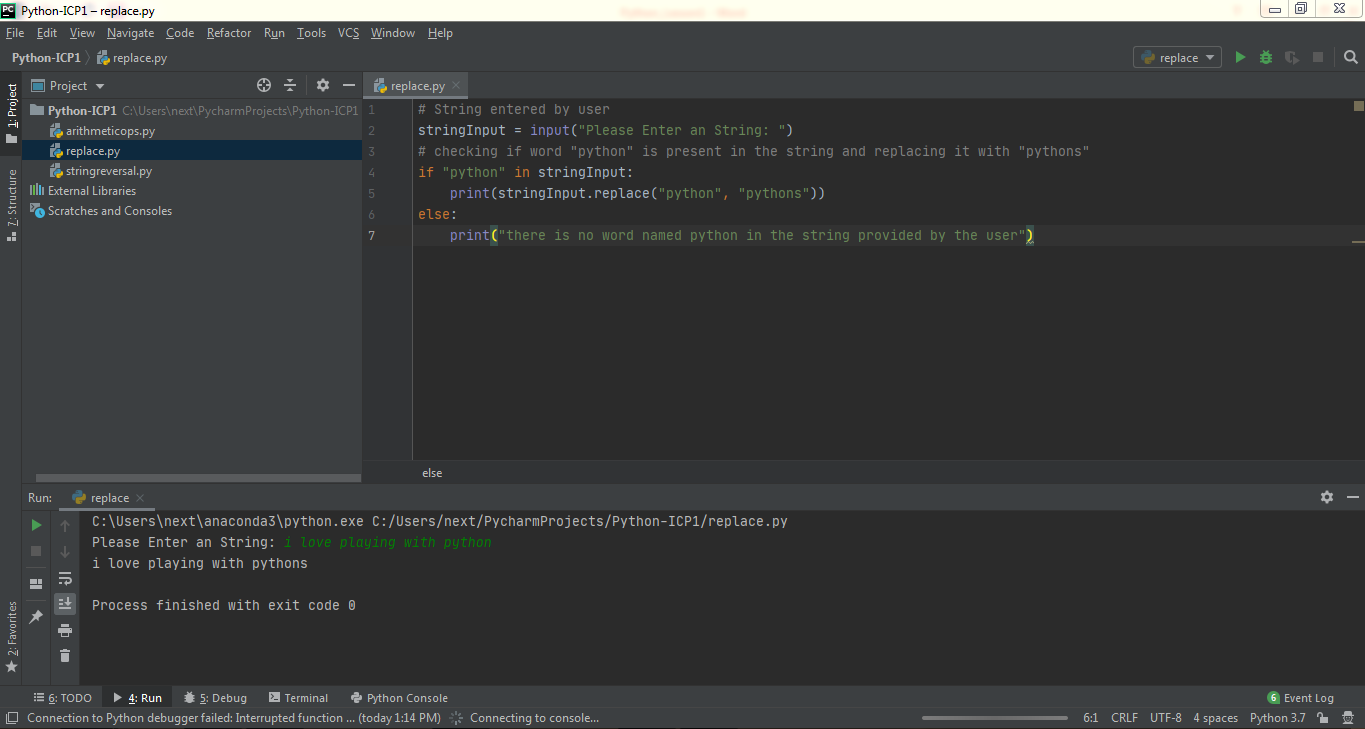 Python-ICP1 – replace.py
File Edit View Navigate Code Refactor Run Tools VCS Window Help
Python-ICP1 replace.py
replace
1: Project
7: Structure
2: Favorites
Project
Python-ICP1 C:\Users\next\PycharmProjects\Python-ICP1
arithmeticops.py
replace.py
stringreversal.py
External Libraries
Scratches and Consoles
replace.py
1 # String entered by user
2 stringInput = input("Please Enter an String: ")
3 # checking if word "python" is present in the string and replacing it with "pythons"
4 if "python" in stringInput:
5 print(stringInput.replace("python", "pythons"))
6 else:
7 print("there is no word named python in the string provided by the user")
else
Run: replace
C:\Users\next\anaconda3\python.exe C:/Users/next/PycharmProjects/Python-ICP1/replace.py
Please Enter an String: i love playing with python
i love playing with pythons
Process finished with exit code 0
6: TODO 4: Run 5: Debug Terminal Python Console 6 Event Log
Connection to Python debugger failed: Interrupted function ... (today 1:14 PM) Connecting to console... 6:1 CRLF UTF-8 4 spaces Python 3.7